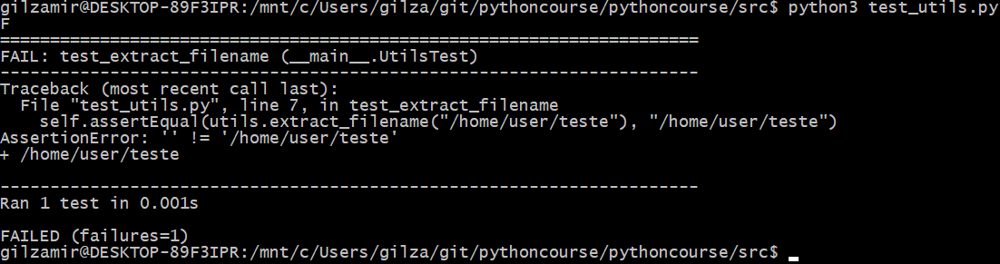 gilzamir@DESKTOP-89F3IPR:/mnt/c/Users/gilza/git/pythoncourse/pythoncourse/src$ python3 test_utils.py
F
======================================================================
FAIL: test_extract_filename (__main__.UtilsTest)
----------------------------------------------------------------------
Traceback (most recent call last):
  File "test_utils.py", line 7, in test_extract_filename
    self.assertEqual(utils.extract_filename("/home/user/teste"), "/home/user/teste")
AssertionError: '' != '/home/user/teste'
+ /home/user/teste

----------------------------------------------------------------------
Ran 1 test in 0.001s

FAILED (failures=1)
gilzamir@DESKTOP-89F3IPR:/mnt/c/Users/gilza/git/pythoncourse/pythoncourse/src$